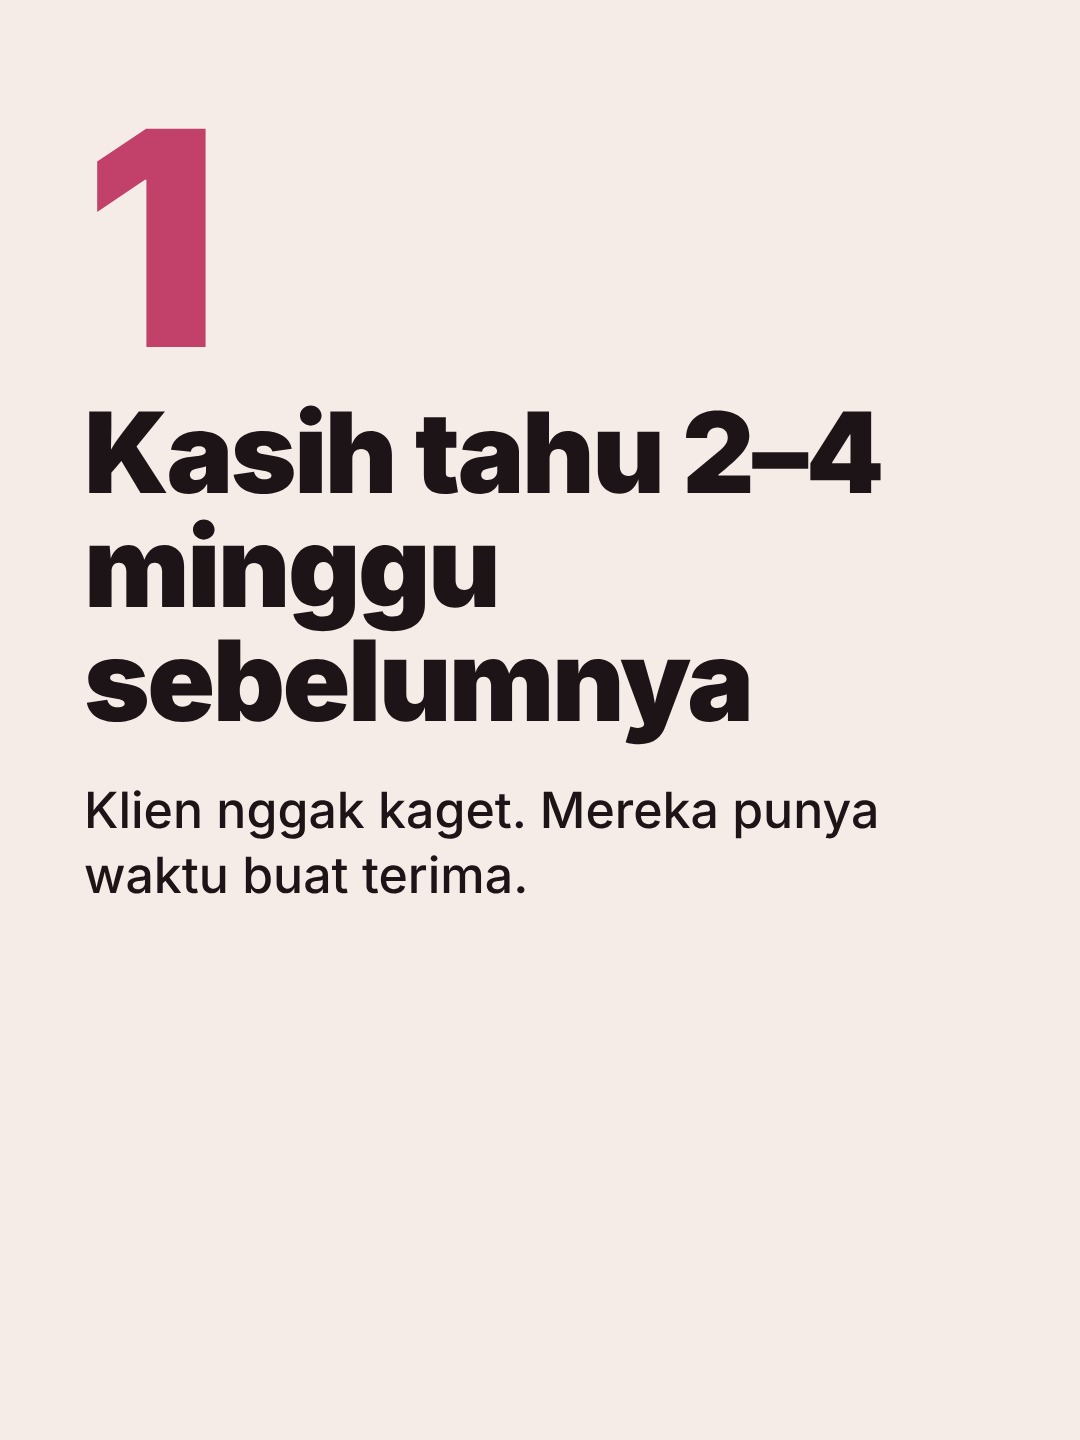 1
Kasih tahu 2–4
minggu
sebelumnya
Klien nggak kaget. Mereka punya
waktu buat terima.